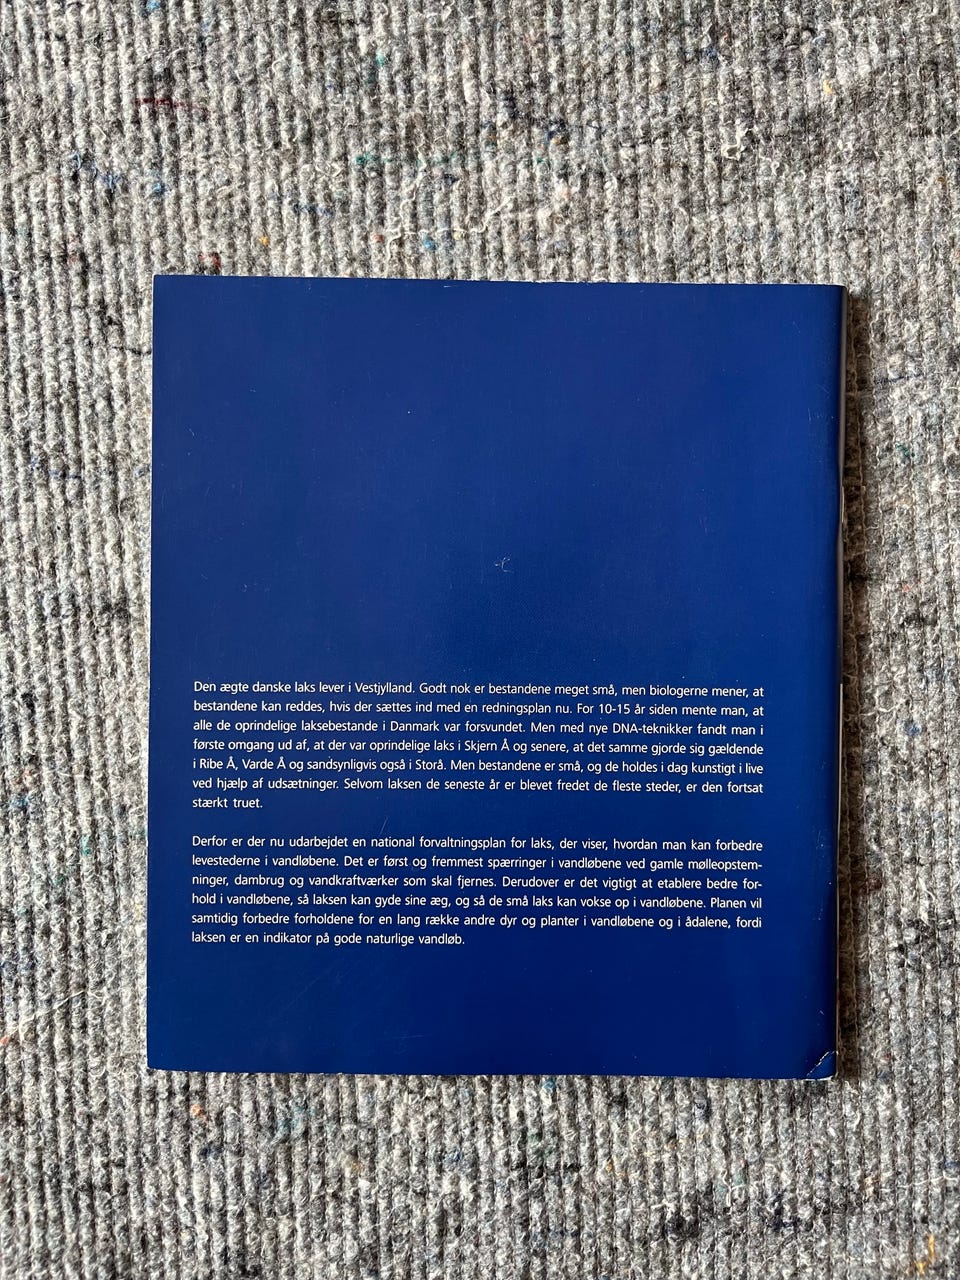 Den ægte danske laks lever i Vestjylland. Godt nok er bestandene meget små, men biologerne mener, at
bestandene kan reddes, hvis der sættes ind med en redningsplan nu. For 10-15 år siden mente man, at
alle de oprindelige laksebestande i Danmark var forsvundet. Men med nye DNA-teknikker fandt man i
første omgang ud af, at der var oprindelige laks i Skjern Å og senere, at det samme gjorde sig gældende
i Ribe Å, Varde Å og sandsynligvis også i Storå. Men bestandene er små, og de holdes i dag kunstigt i live
ved hjælp af udsætninger. Selvom laksen de seneste år er blevet fredet de fleste steder, er den fortsat
stærkt truet.
Derfor er der nu udarbejdet en national forvaltningsplan for laks, der viser, hvordan man kan forbedre
levestederne i vandløbene. Det er først og fremmest spærringer i vandløbene ved gamle mølleopstem-
ninger, dambrug og vandkraftværker som skal fjernes. Derudover er det vigtigt at etablere bedre for-
hold i vandløbene, så laksen kan gyde sine æg, og så de små laks kan vokse op i vandløbene. Planen vil
samtidig forbedre forholdene for en lang række andre dyr og planter i vandløbene og i ådalene, fordi
laksen er en indikator på gode naturlige vandløb.